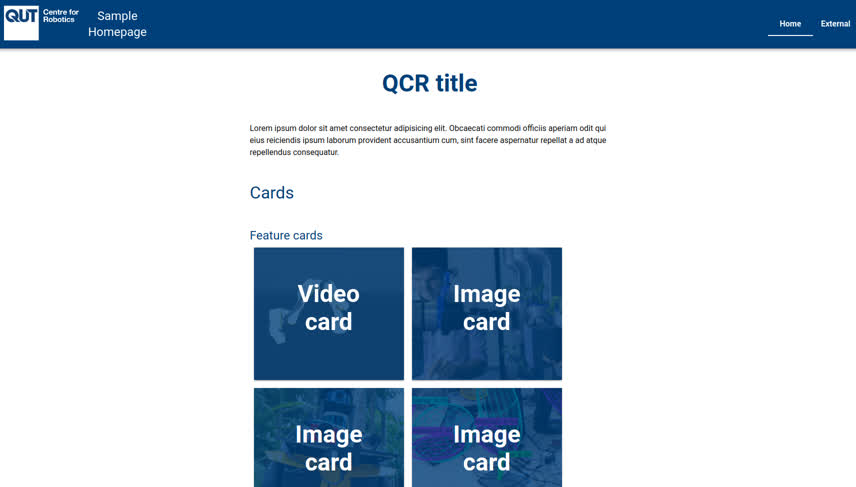 QUT
Centre for
Robotics
Sample
Homepage
Home
External
QCR title
Lorem ipsum dolor sit amet consectetur adipisicing elit. Obcaecati commodi officiis aperiam odit qui
eius reiciendis ipsum laborum provident accusantium cum, sint facere aspernatur repellat a ad atque
repellendus consequatur.
Cards
Feature cards
Video
card
Image
card
Image
card
Image
card